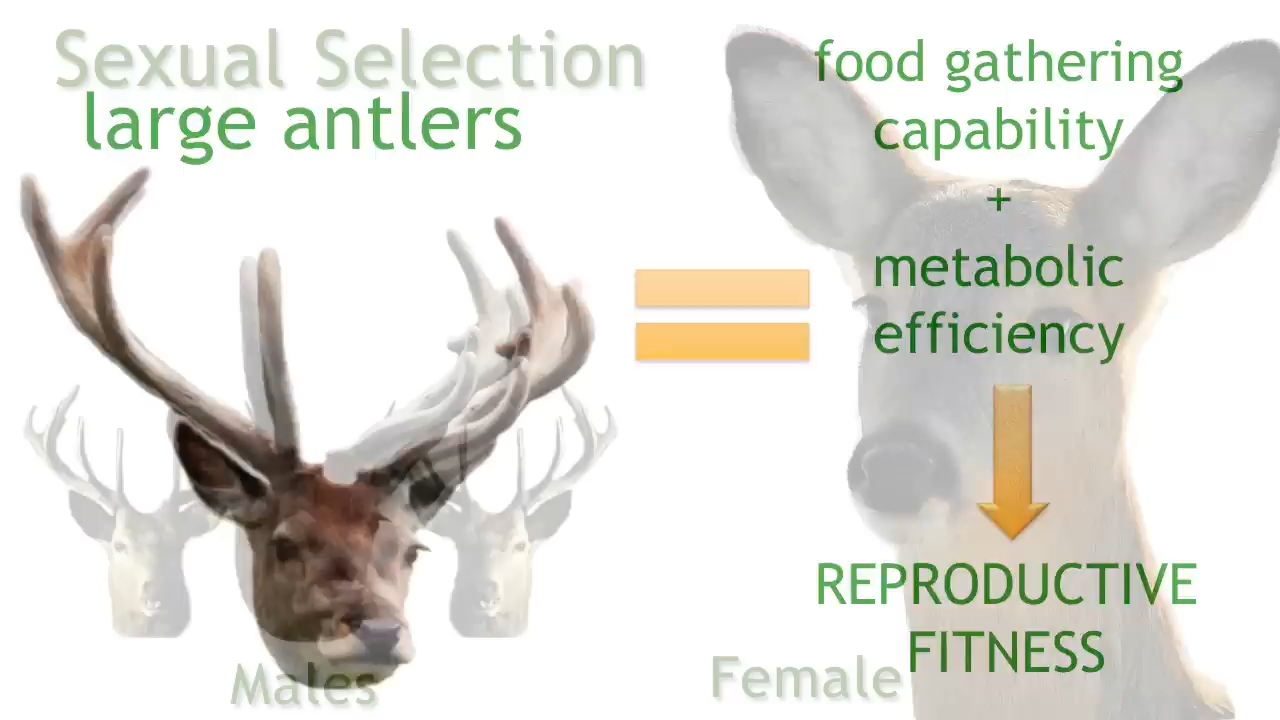 Sexual Selection
large antlers
food gathering
capability
+
metabolic
efficiency
REPRODUCTIVE
FITNESS
Males
Female